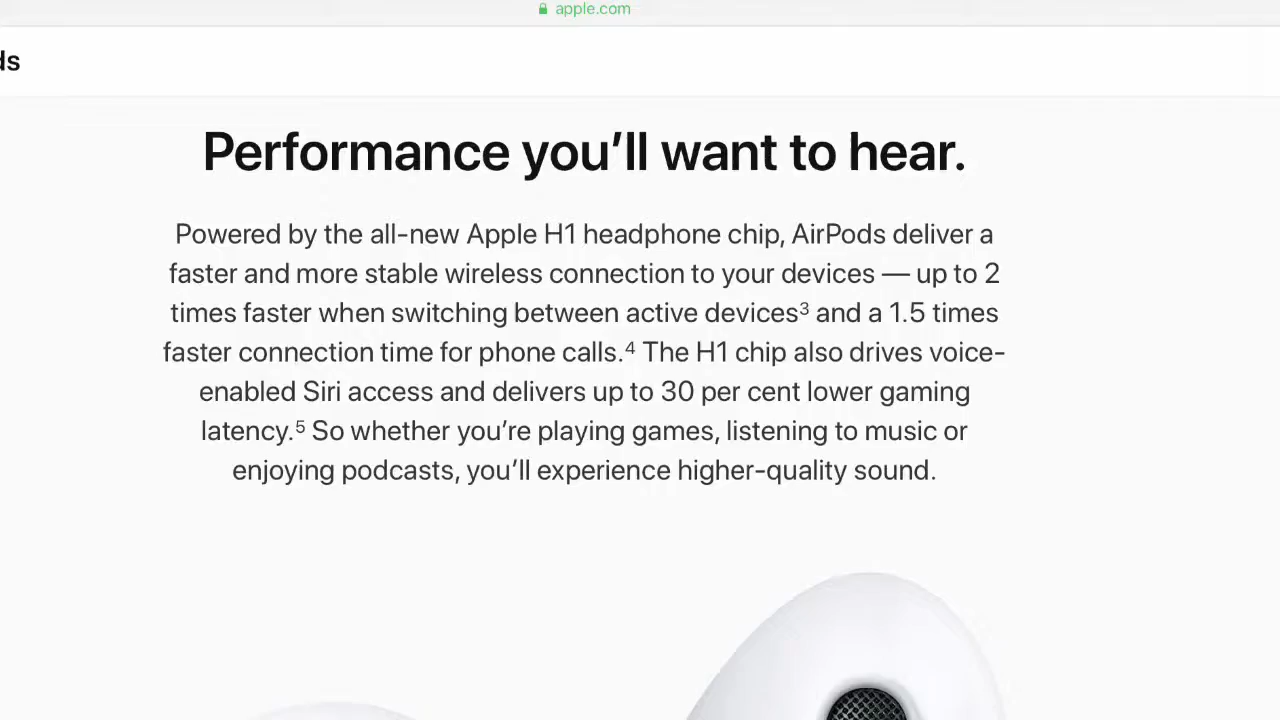 apple.com
ds
Performance you’ll want to hear.
Powered by the all-new Apple H1 headphone chip, AirPods deliver a
faster and more stable wireless connection to your devices — up to 2
times faster when switching between active devices³ and a 1.5 times
faster connection time for phone calls.⁴ The H1 chip also drives voice-
enabled Siri access and delivers up to 30 per cent lower gaming
latency.⁵ So whether you’re playing games, listening to music or
enjoying podcasts, you’ll experience higher-quality sound.